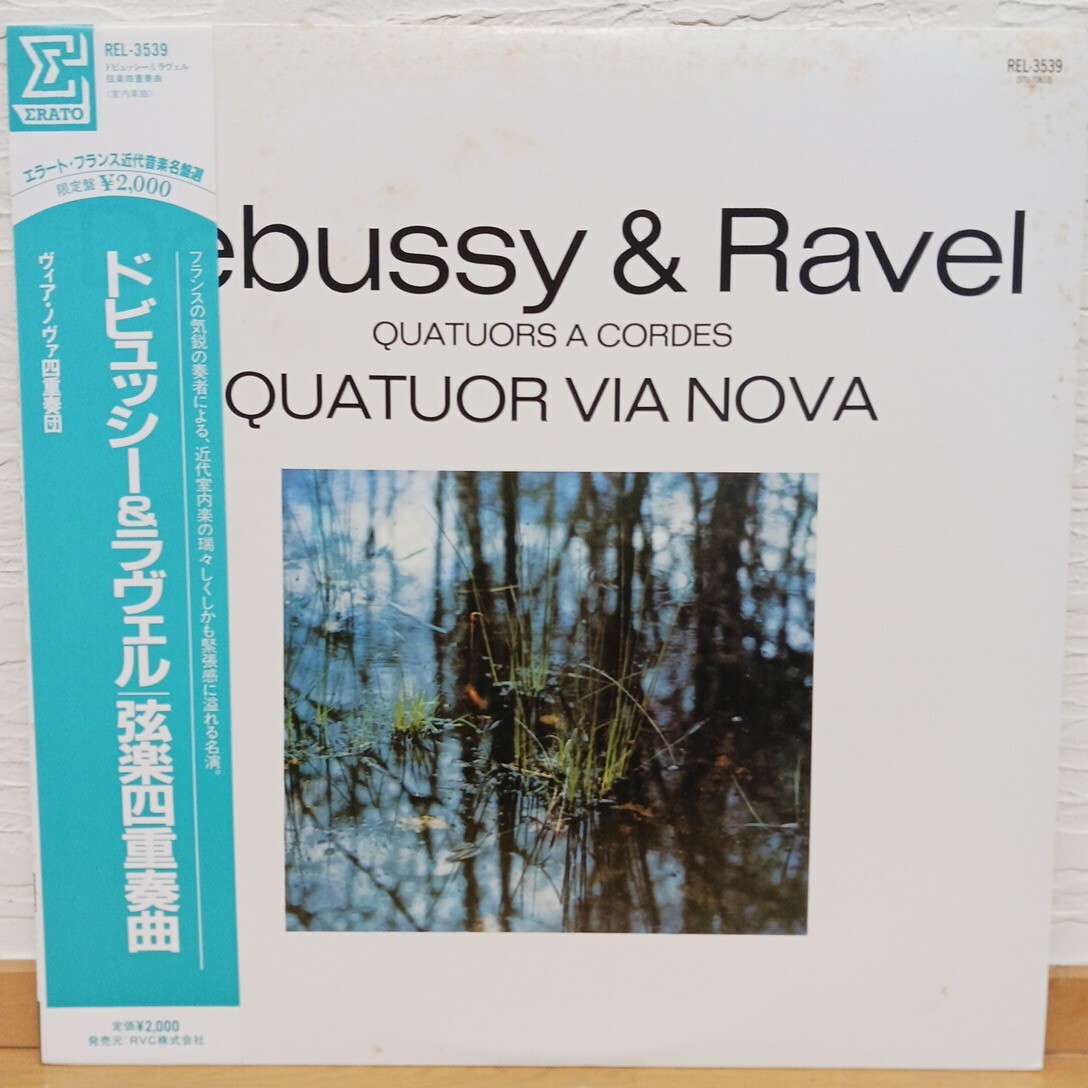 ΣRATO
REL-3539
ドビュッシー&ラヴェル
弦楽四重奏曲
〈室内楽曲〉
エラート・フランス近代音楽名盤選
限定盤 ¥2,000
ドビュッシー&ラヴェル|弦楽四重奏曲
ヴィア・ノヴァ四重奏団
フランスの気鋭の奏者による、近代室内楽の瑞々しくしかも緊張感に溢れる名演。
定価¥2,000
発売元:RVC株式会社
REL-3539
ebussy & Ravel
QUATUORS A CORDES
QUATUOR VIA NOVA